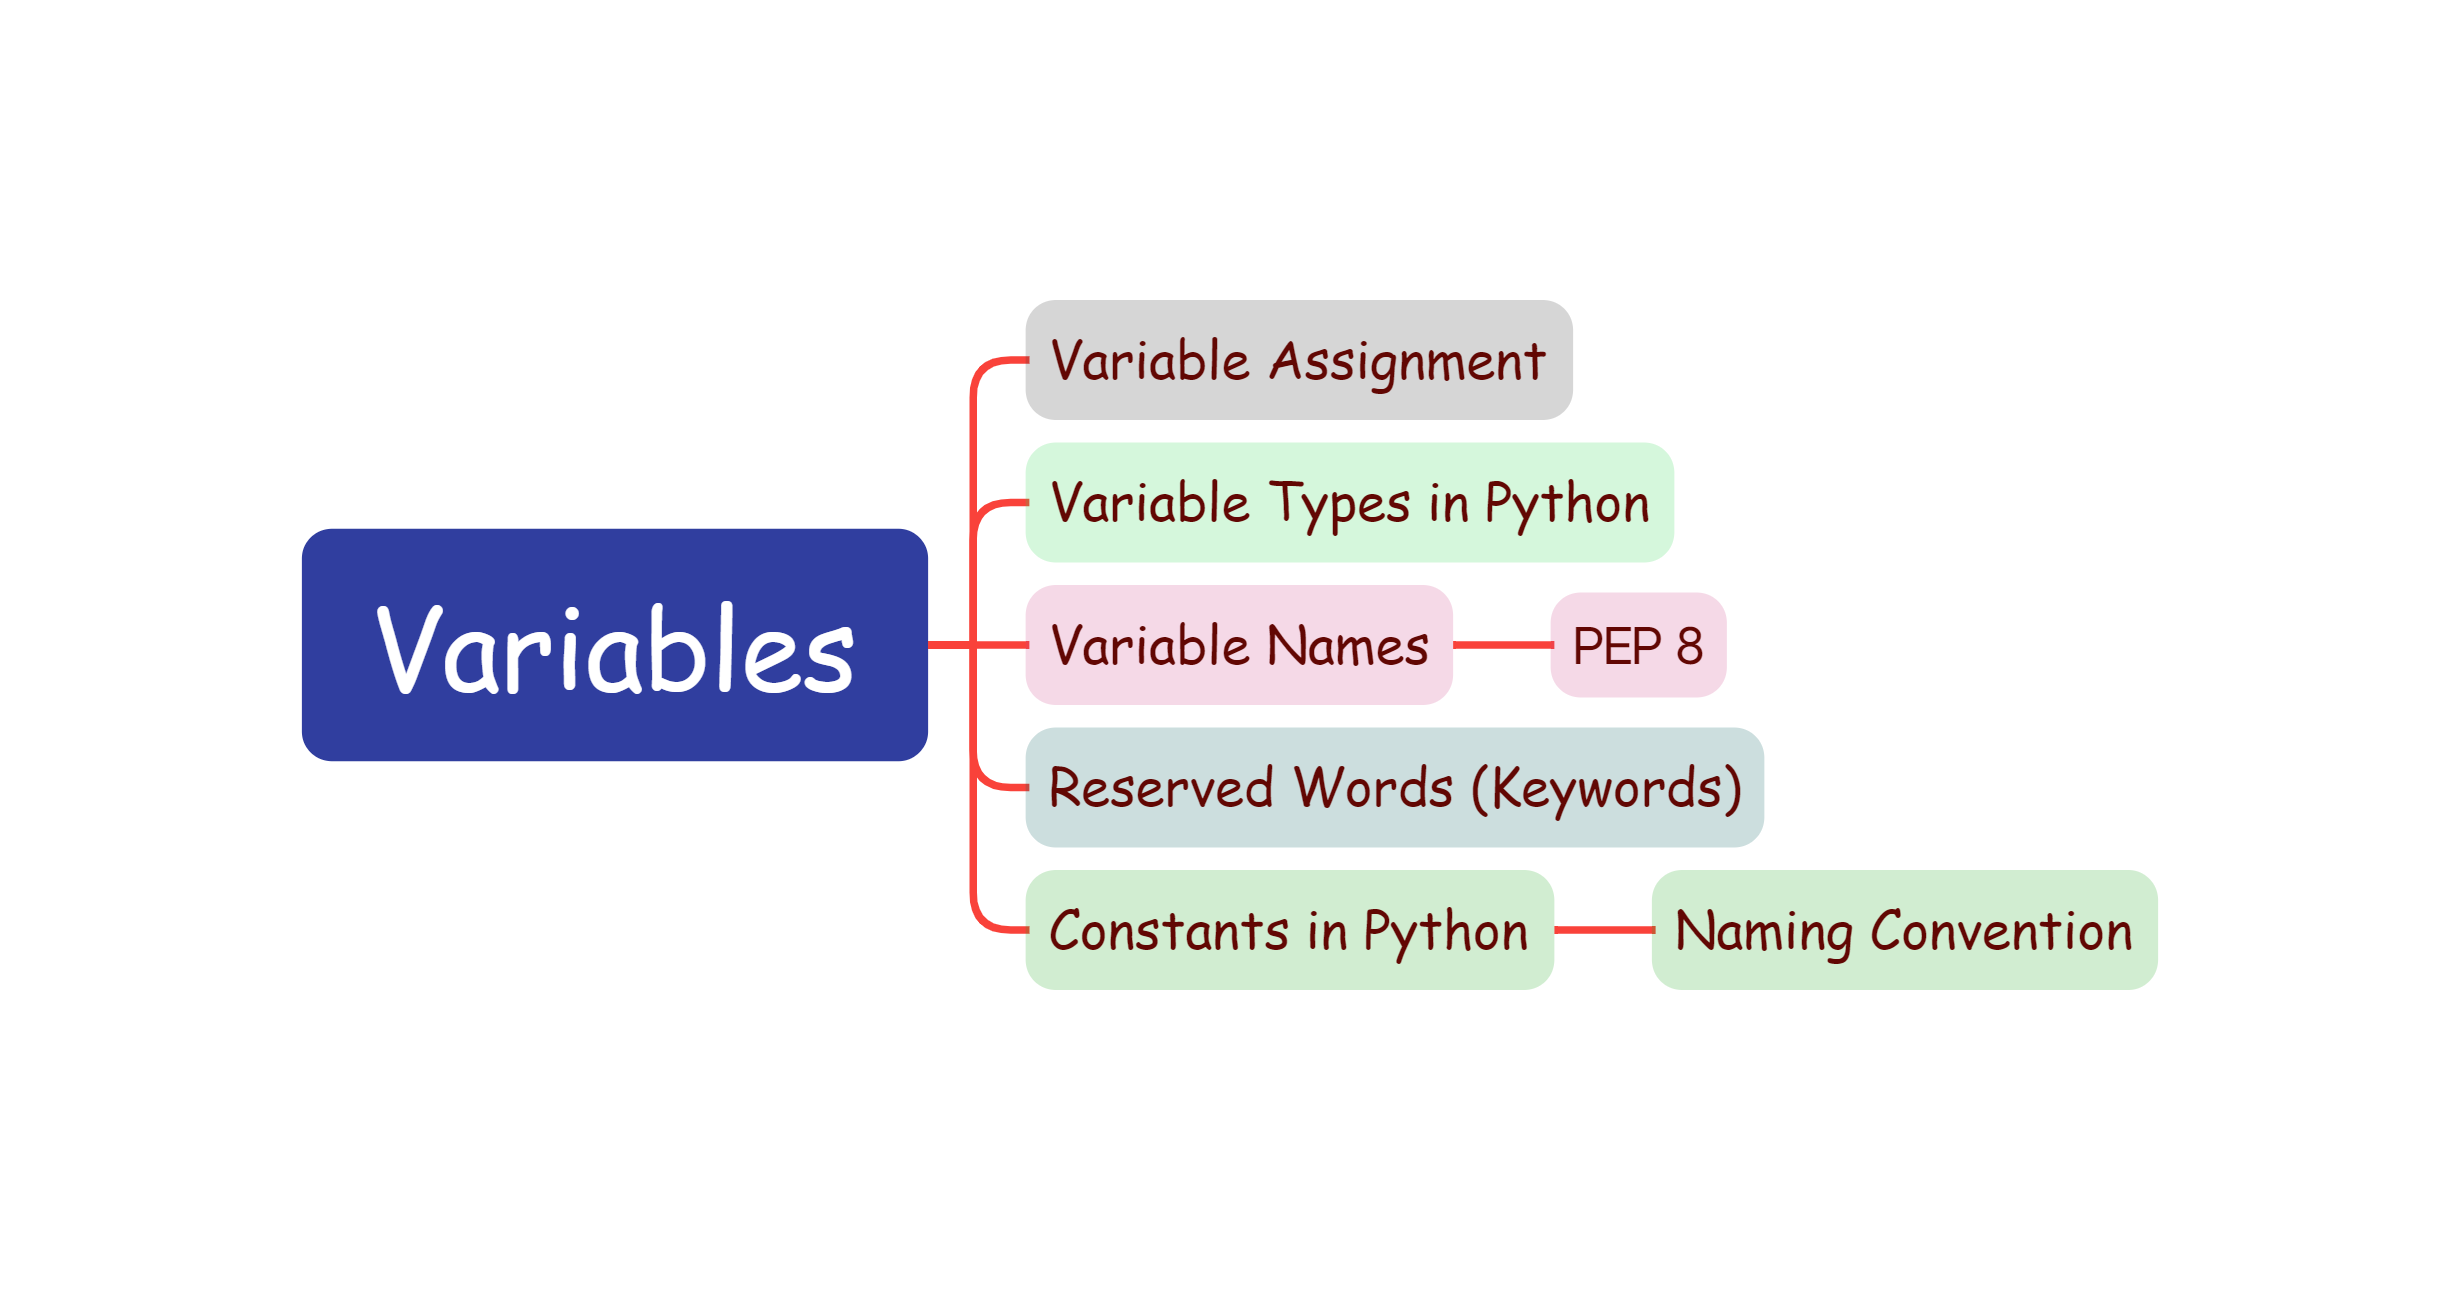 Variables
Variable Assignment
Variable Types in Python
Variable Names
PEP 8
Reserved Words (Keywords)
Constants in Python
Naming Convention